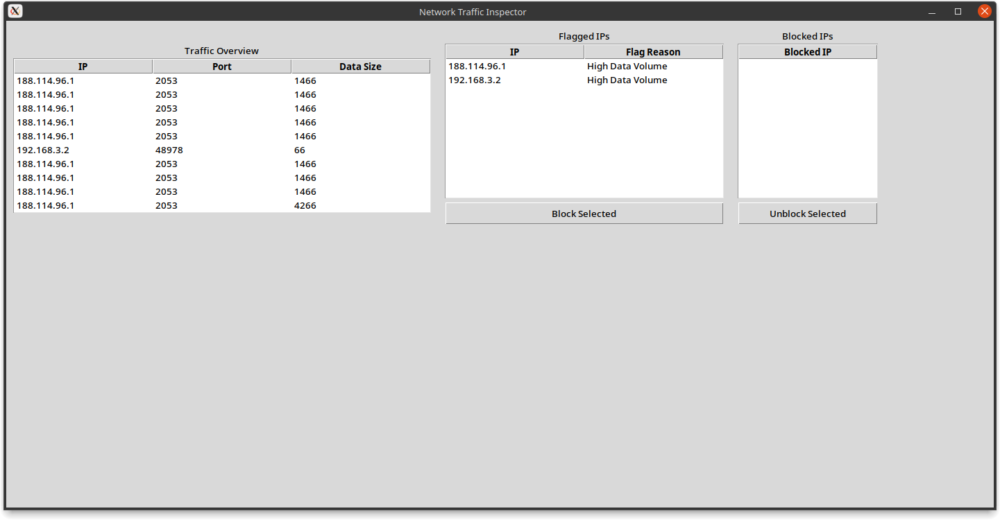 Network Traffic Inspector
Traffic Overview
IP Port Data Size
188.114.96.1 2053 1466
188.114.96.1 2053 1466
188.114.96.1 2053 1466
188.114.96.1 2053 1466
188.114.96.1 2053 1466
192.168.3.2 48978 66
188.114.96.1 2053 1466
188.114.96.1 2053 1466
188.114.96.1 2053 1466
188.114.96.1 2053 4266
Flagged IPs
IP Flag Reason
188.114.96.1 High Data Volume
192.168.3.2 High Data Volume
Block Selected
Blocked IPs
Blocked IP
Unblock Selected